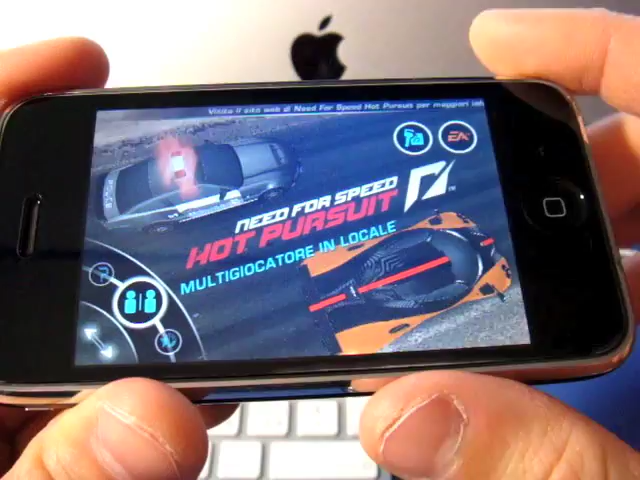 Visita il sito web di Need For Speed Hot Pursuit per maggiori inf
EA
NEED FOR SPEED
HOT PURSUIT
MULTIGIOCATORE IN LOCALE